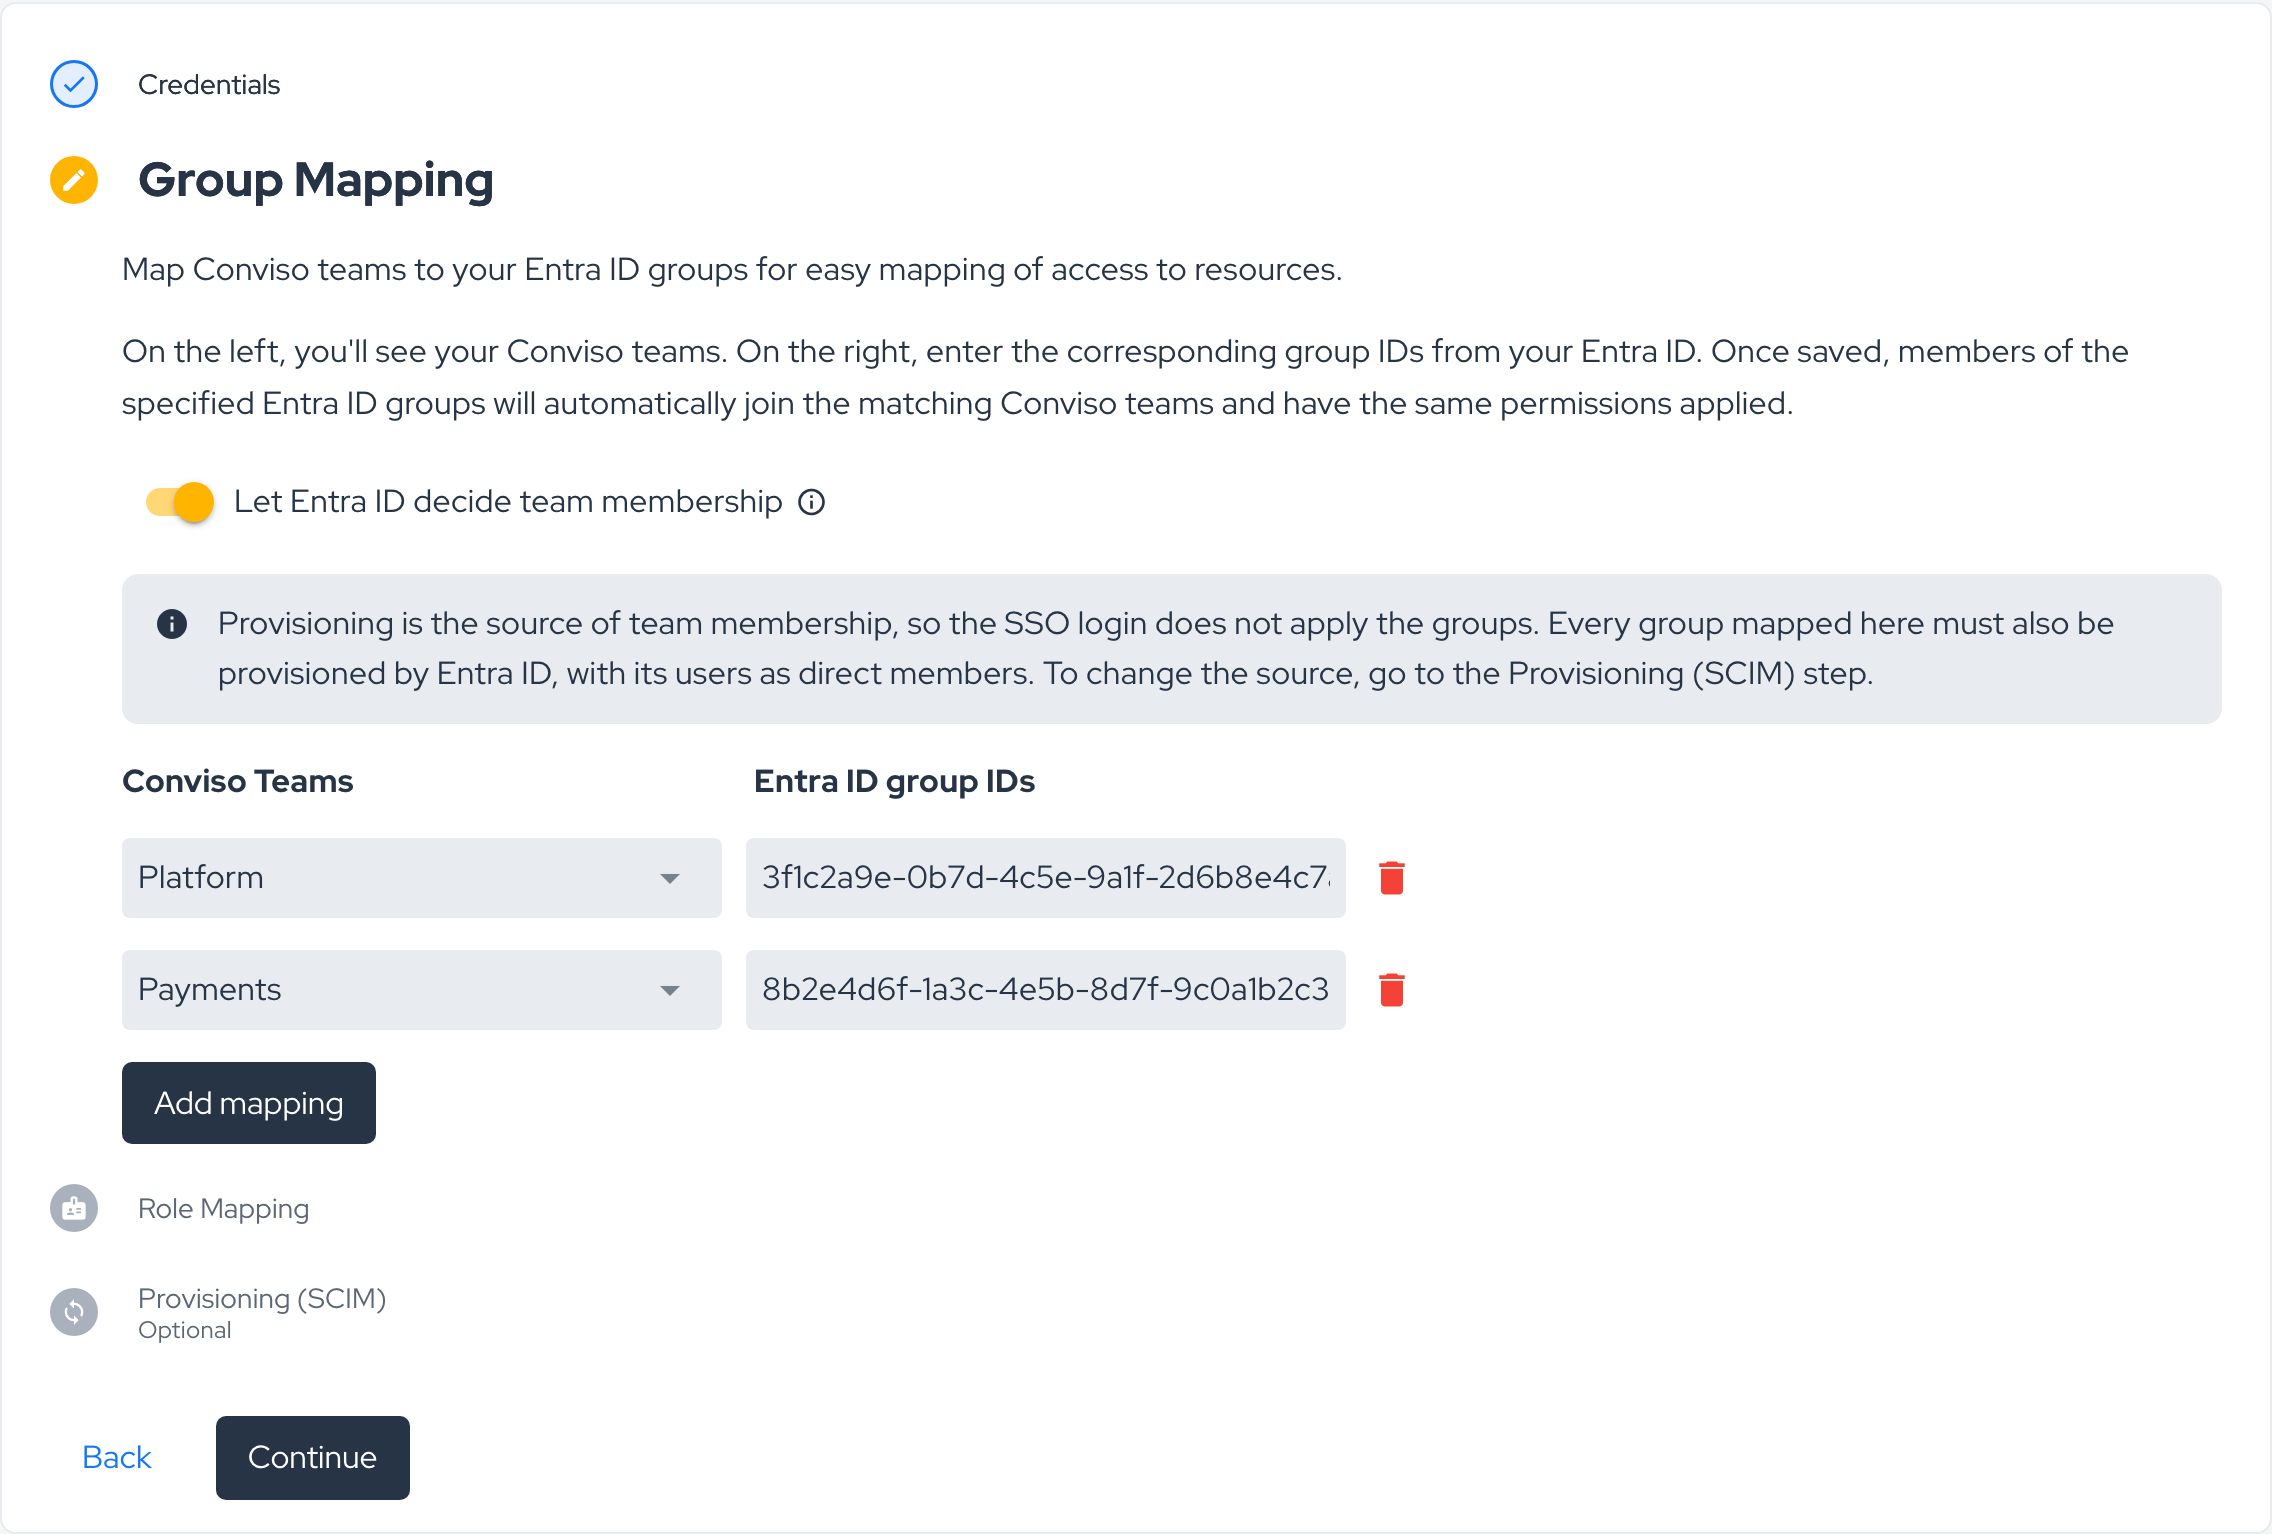 Credentials
Group Mapping
Map Conviso teams to your Entra ID groups for easy mapping of access to resources.
On the left, you'll see your Conviso teams. On the right, enter the corresponding group IDs from your Entra ID. Once saved, members of the
specified Entra ID groups will automatically join the matching Conviso teams and have the same permissions applied.
Let Entra ID decide team membership
Provisioning is the source of team membership, so the SSO login does not apply the groups. Every group mapped here must also be
provisioned by Entra ID, with its users as direct members. To change the source, go to the Provisioning (SCIM) step.
Conviso Teams Entra ID group IDs
Platform 3f1c2a9e-0b7d-4c5e-9a1f-2d6b8e4c7
Payments 8b2e4d6f-1a3c-4e5b-8d7f-9c0a1b2c3
Add mapping
Role Mapping
Provisioning (SCIM)
Optional
Back Continue